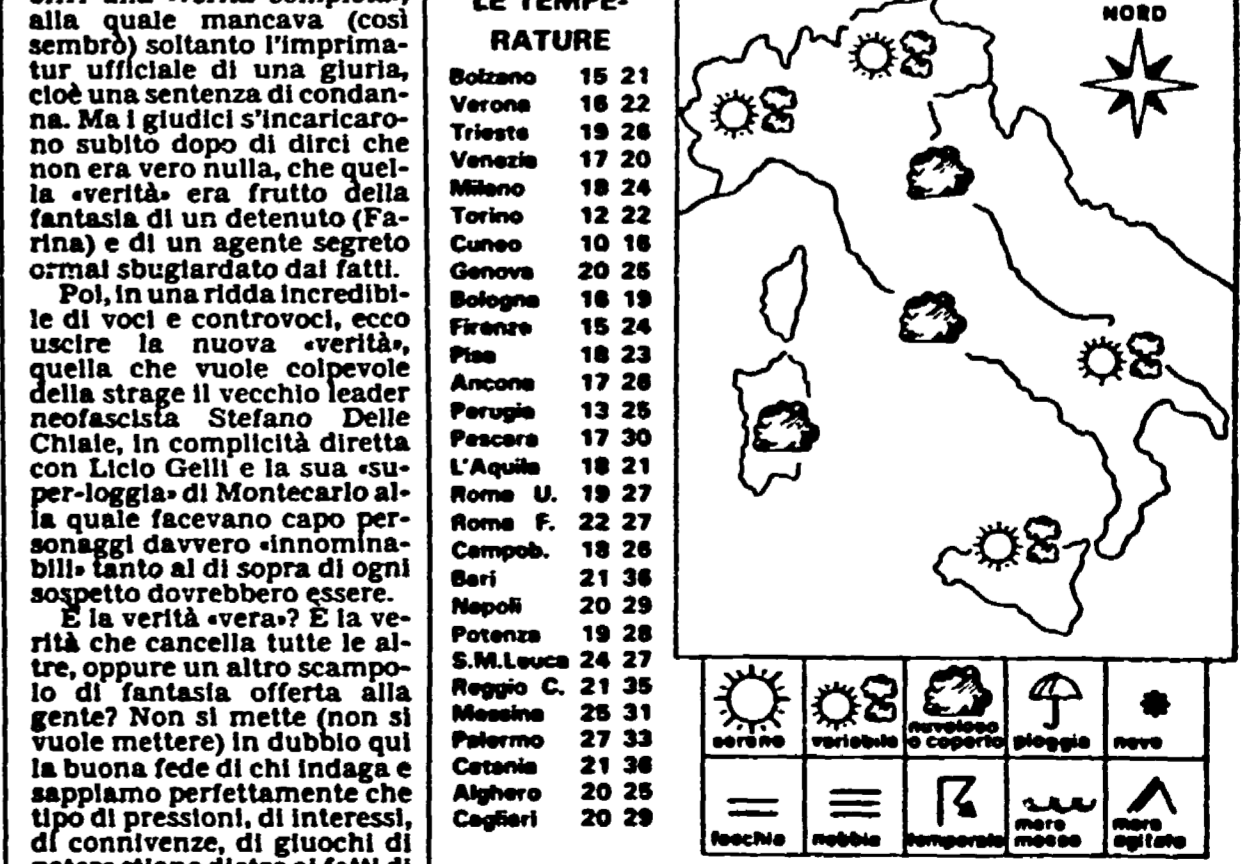 alla quale mancava (così
sembrò) soltanto l'imprima-
tur ufficiale di una giuria,
cioè una sentenza di condan-
na. Ma i giudici s'incaricaro-
no subito dopo di dirci che
non era vero nulla, che quel-
la «verità» era frutto della
fantasia di un detenuto (Fa-
rina) e di un agente segreto
ormai sbugiardato dai fatti.
Poi, in una ridda incredibi-
le di voci e controvoci, ecco
uscire la nuova «verità»,
quella che vuole colpevole
della strage il vecchio leader
neofascista Stefano Delle
Chiaie, in complicità diretta
con Licio Gelli e la sua «su-
per-loggia» di Montecarlo al-
la quale facevano capo per-
sonaggi davvero «innomina-
bili» tanto al di sopra di ogni
sospetto dovrebbero essere.
È la verità «vera»? È la ve-
rità che cancella tutte le al-
tre, oppure un altro scampo-
lo di fantasia offerta alla
gente? Non si mette (non si
vuole mettere) in dubbio qui
la buona fede di chi indaga e
sappiamo perfettamente che
tipo di pressioni, di interessi,
di connivenze, di giuochi di
LE TEMPE-
RATURE
Bolzano 15 21
Verona 16 22
Trieste 19 26
Venezia 17 20
Milano 18 24
Torino 12 22
Cuneo 10 16
Genova 20 25
Bologna 16 19
Firenze 15 24
Pisa 18 23
Ancona 17 26
Perugia 13 25
Pescara 17 30
L'Aquila 18 21
Roma U. 19 27
Roma F. 22 27
Campob. 18 26
Bari 21 36
Napoli 20 29
Potenza 19 28
S.M.Leuca 24 27
Reggio C. 21 35
Messina 25 31
Palermo 27 33
Catania 21 36
Alghero 20 25
Cagliari 20 29
NORD
sereno
variabile
nuvoloso
o coperto
pioggia
neve
foschia
nebbia
temporale
mare
mosso
mare
agitato